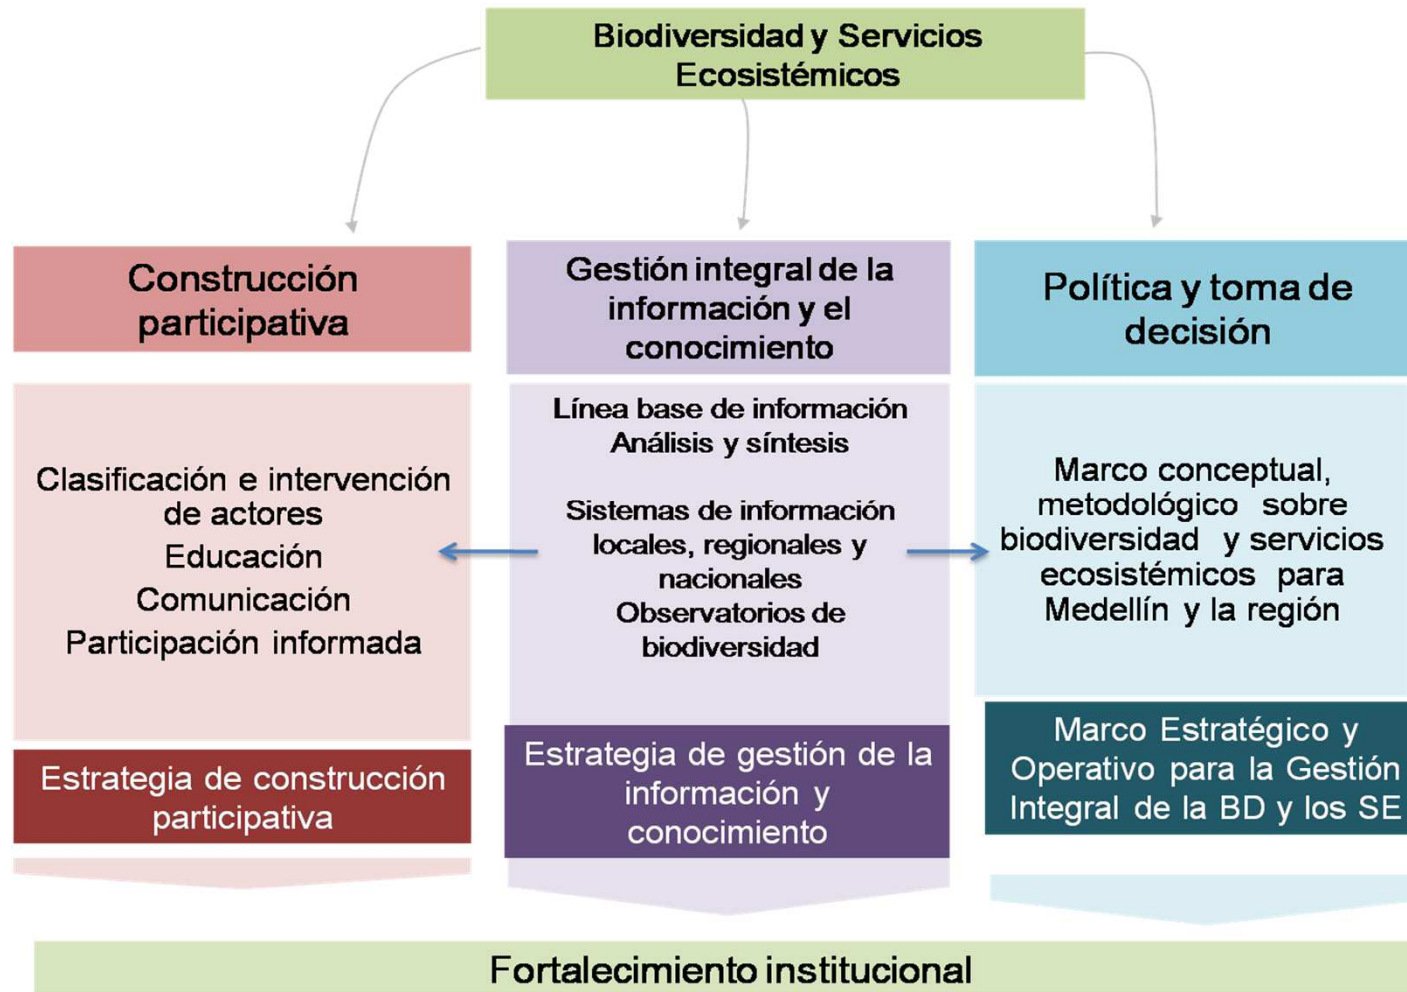 Biodiversidad y Servicios
Ecosistémicos
Construcción
participativa
Clasificación e intervención
de actores
Educación
Comunicación
Participación informada
Estrategia de construcción
participativa
Gestión integral de la
información y el
conocimiento
Línea base de información
Análisis y síntesis
Sistemas de información
locales, regionales y
nacionales
Observatorios de
biodiversidad
Estrategia de gestión de la
información y
conocimiento
Política y toma de
decisión
Marco conceptual,
metodológico sobre
biodiversidad y servicios
ecosistémicos para
Medellín y la región
Marco Estratégico y
Operativo para la Gestión
Integral de la BD y los SE
Fortalecimiento institucional